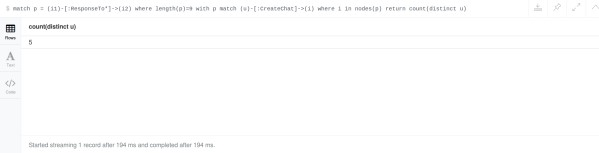 $ match p = (i1)-[:ResponseTo*]->(i2) where length(p)=9 with p match (u)-[:CreateChat]->(i) where i in nodes(p) return count(distinct u)
Rows
count(distinct u)
5
A
Text
</>
Code
Started streaming 1 record after 194 ms and completed after 194 ms.